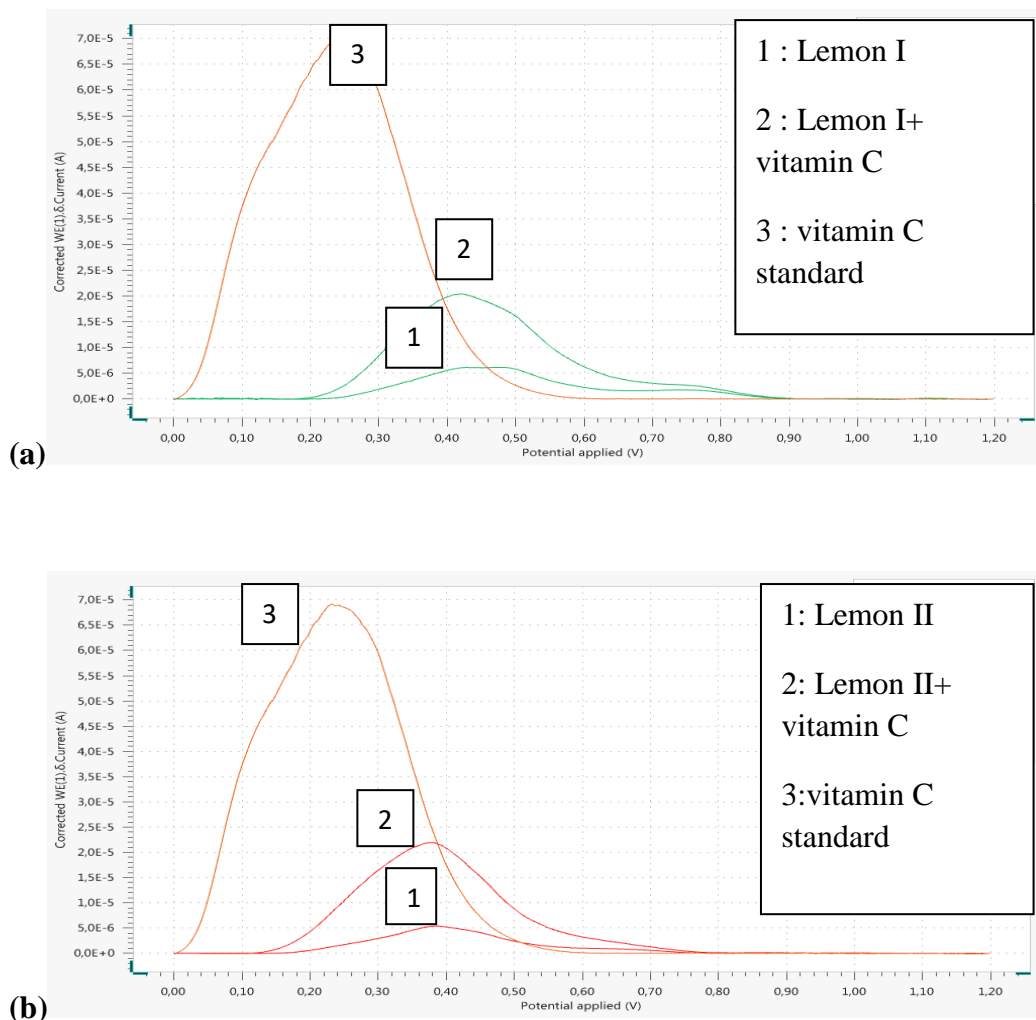 7,0E-5
6,5E-5
6,0E-5
5,5E-5
5,0E-5
4,5E-5
4,0E-5
3,5E-5
3,0E-5
2,5E-5
2,0E-5
1,5E-5
1,0E-5
5,0E-6
0,0E+0
Corrected WE(1).δ.Current (A)
3
2
1
1 : Lemon I
2 : Lemon I+
vitamin C
3 : vitamin C
standard
0,00 0,10 0,20 0,30 0,40 0,50 0,60 0,70 0,80 0,90 1,00 1,10 1,20
Potential applied (V)
(a)
7,0E-5
6,5E-5
6,0E-5
5,5E-5
5,0E-5
4,5E-5
4,0E-5
3,5E-5
3,0E-5
2,5E-5
2,0E-5
1,5E-5
1,0E-5
5,0E-6
0,0E+0
Corrected WE(1).δ.Current (A)
3
2
1
1: Lemon II
2: Lemon II+
vitamin C
3:vitamin C
standard
0,00 0,10 0,20 0,30 0,40 0,50 0,60 0,70 0,80 0,90 1,00 1,10 1,20
Potential applied (V)
(b)